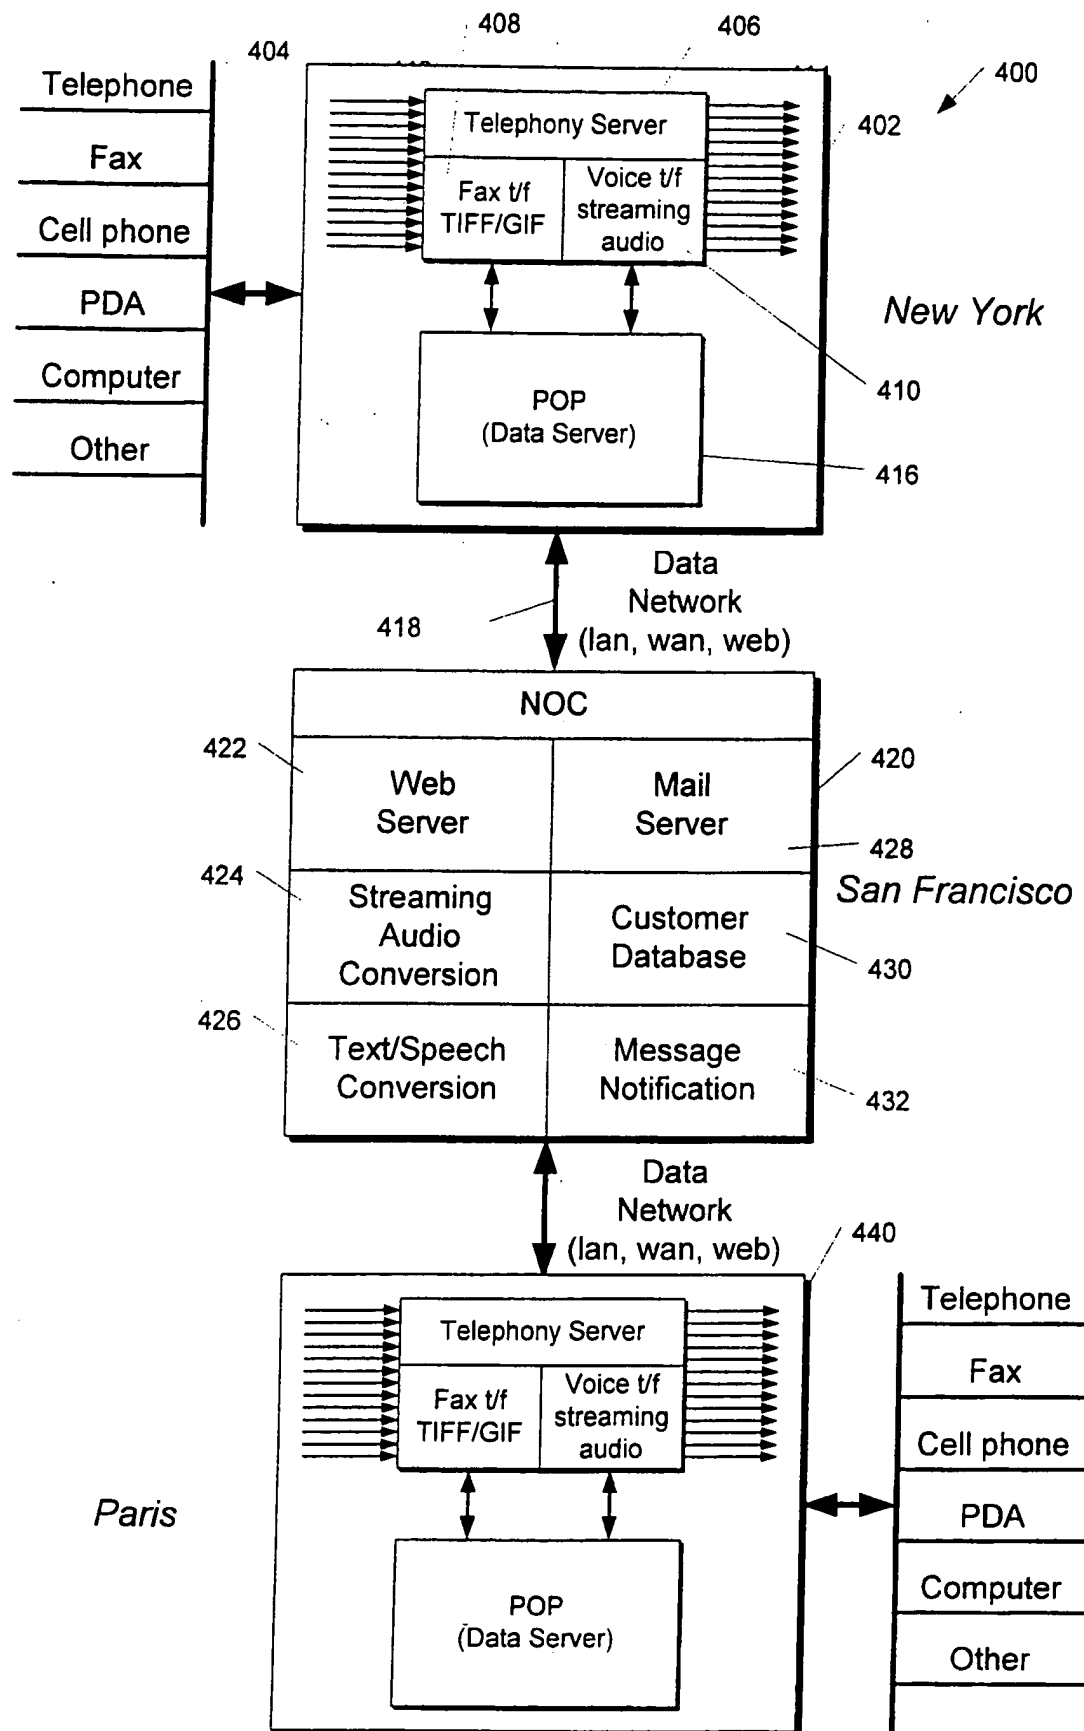 408
406
404
400
402
Telephone
Fax
Cell phone
PDA
Computer
Other
Telephony Server
Fax t/f
TIFF/GIF
Voice t/f
streaming
audio
New York
410
POP
(Data Server)
416
418
Data
Network
(lan, wan, web)
NOC
422
Web
Server
Mail
Server
420
428
424
Streaming
Audio
Conversion
Customer
Database
San Francisco
430
426
Text/Speech
Conversion
Message
Notification
432
Data
Network
(lan, wan, web)
440
Telephony Server
Fax t/f
TIFF/GIF
Voice t/f
streaming
audio
Paris
POP
(Data Server)
Telephone
Fax
Cell phone
PDA
Computer
Other